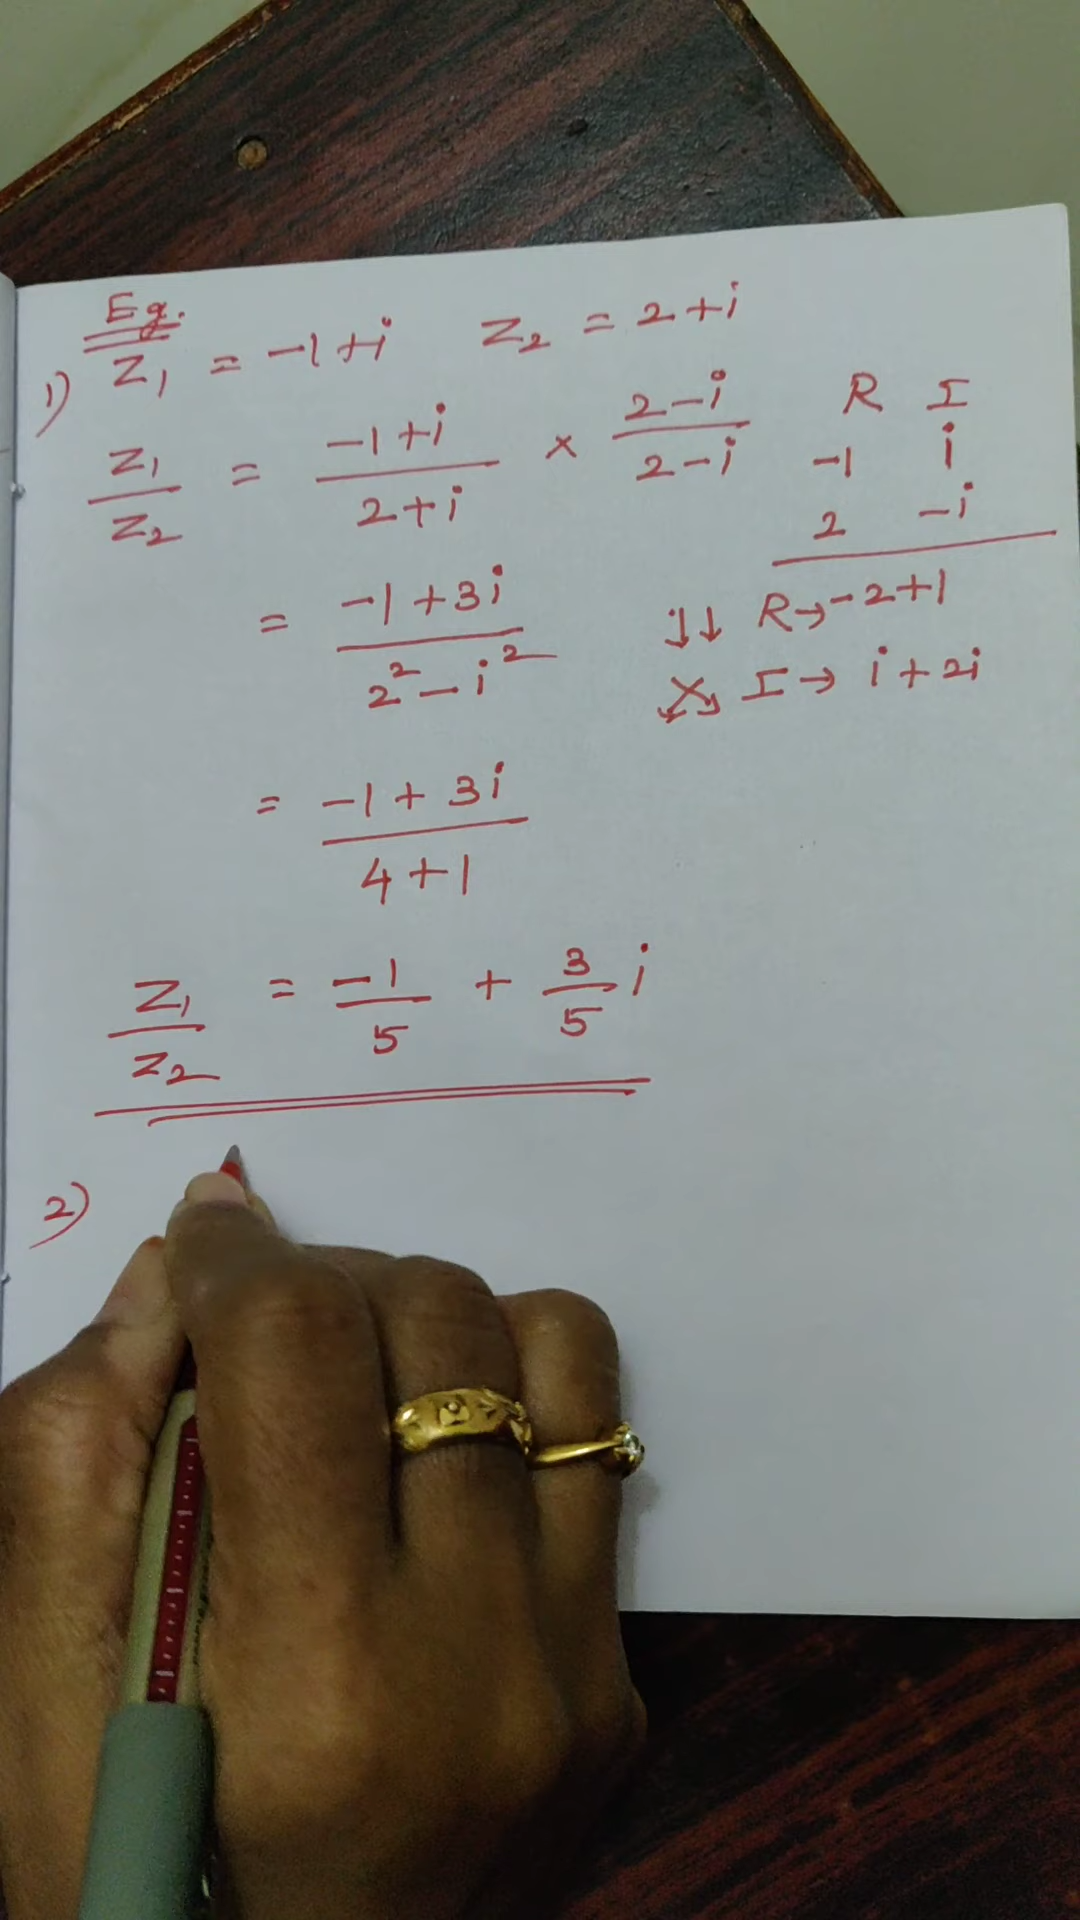 Eg.
1) Z₁ = -1+i Z₂ = 2+i
Z₁/Z₂ = (-1+i)/(2+i) × (2-i)/(2-i)
R I
-1 i
2 -i
= (-1+3i)/(2²-i²)
↓↓ R→-2+1
⤩ I→ i+2i
= (-1+3i)/(4+1)
Z₁/Z₂ = -1/5 + 3/5 i
2)